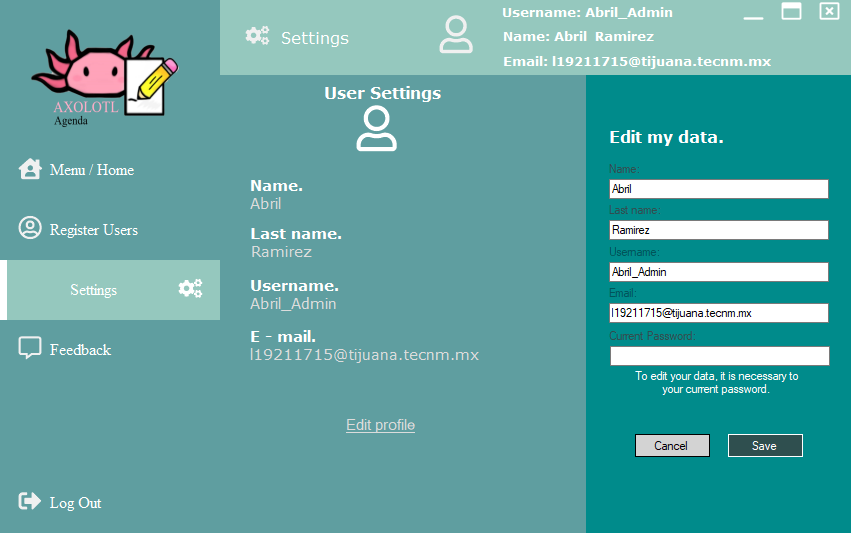 AXOLOTL
Agenda
Menu / Home
Register Users
Settings
Feedback
Log Out
Settings
Username: Abril_Admin
Name: Abril Ramirez
Email: l19211715@tijuana.tecnm.mx
User Settings
Name.
Abril
Last name.
Ramirez
Username.
Abril_Admin
E - mail.
l19211715@tijuana.tecnm.mx
Edit profile
Edit my data.
Name:
Abril
Last name:
Ramirez
Username:
Abril_Admin
Email:
l19211715@tijuana.tecnm.mx
Current Password:
To edit your data, it is necessary to
your current password.
Cancel
Save